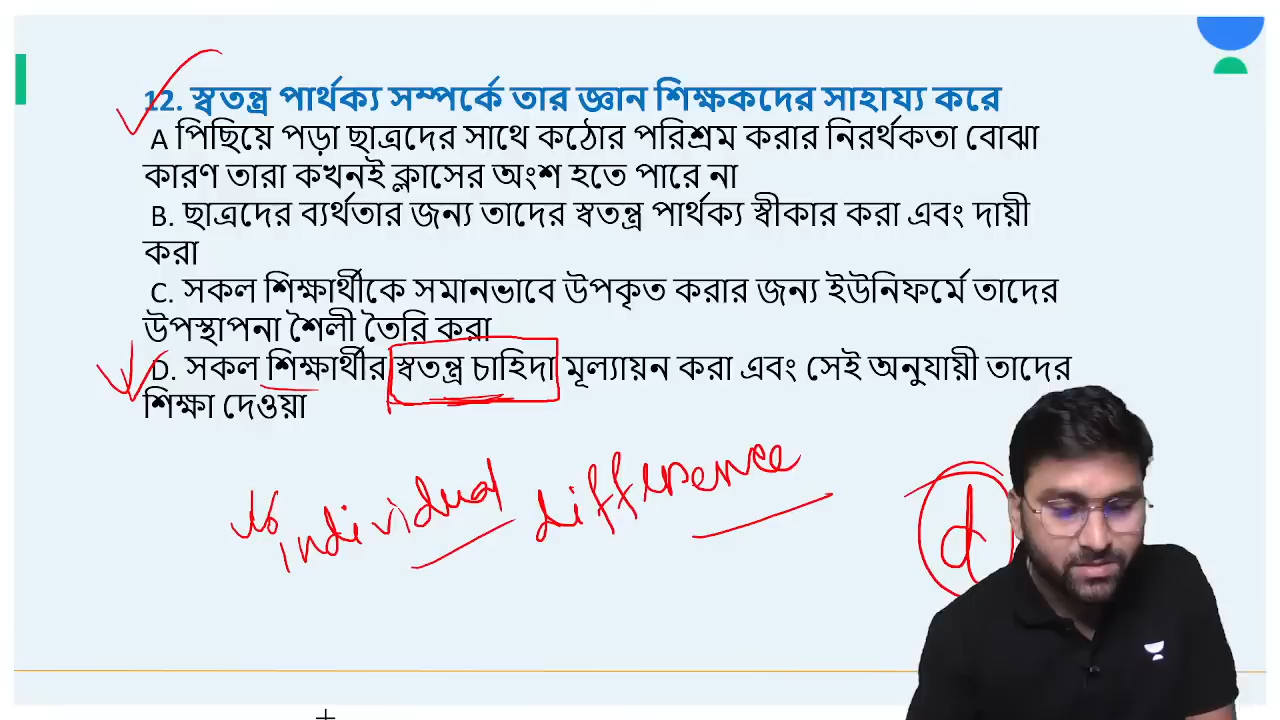 12. স্বতন্ত্র পার্থক্য সম্পর্কে তার জ্ঞান শিক্ষকদের সাহায্য করে
A পিছিয়ে পড়া ছাত্রদের সাথে কঠোর পরিশ্রম করার নিরর্থকতা বোঝা
কারণ তারা কখনই ক্লাসের অংশ হতে পারে না
B. ছাত্রদের ব্যর্থতার জন্য তাদের স্বতন্ত্র পার্থক্য স্বীকার করা এবং দায়ী
করা
C. সকল শিক্ষার্থীকে সমানভাবে উপকৃত করার জন্য ইউনিফর্মে তাদের
উপস্থাপনা শৈলী তৈরি করা
D. সকল শিক্ষার্থীর স্বতন্ত্র চাহিদা মূল্যায়ন করা এবং সেই অনুযায়ী তাদের
শিক্ষা দেওয়া
individual difference
d